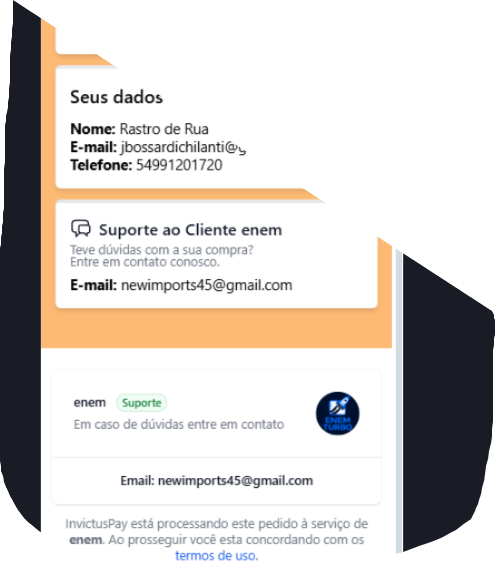 Seus dados
Nome: Rastro de Rua
E-mail: jbossardichilanti@
Telefone: 54991201720
Suporte ao Cliente enem
Teve dúvidas com a sua compra?
Entre em contato conosco.
E-mail: newimports45@gmail.com
enem Suporte
Em caso de dúvidas entre em contato
ENEM
TURBO
Email: newimports45@gmail.com
InvictusPay está processando este pedido à serviço de
enem. Ao prosseguir você esta concordando com os
termos de uso.